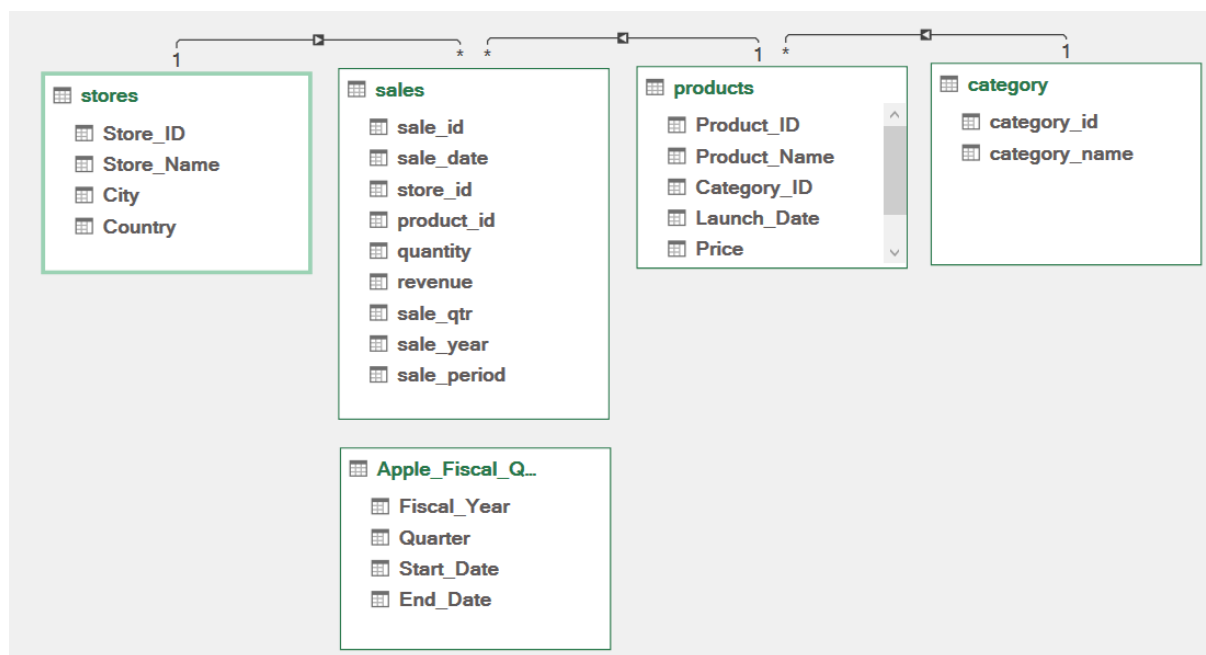 1
*
*
1
*
1
stores
Store_ID
Store_Name
City
Country
sales
sale_id
sale_date
store_id
product_id
quantity
revenue
sale_qtr
sale_year
sale_period
products
Product_ID
Product_Name
Category_ID
Launch_Date
Price
category
category_id
category_name
Apple_Fiscal_Q...
Fiscal_Year
Quarter
Start_Date
End_Date